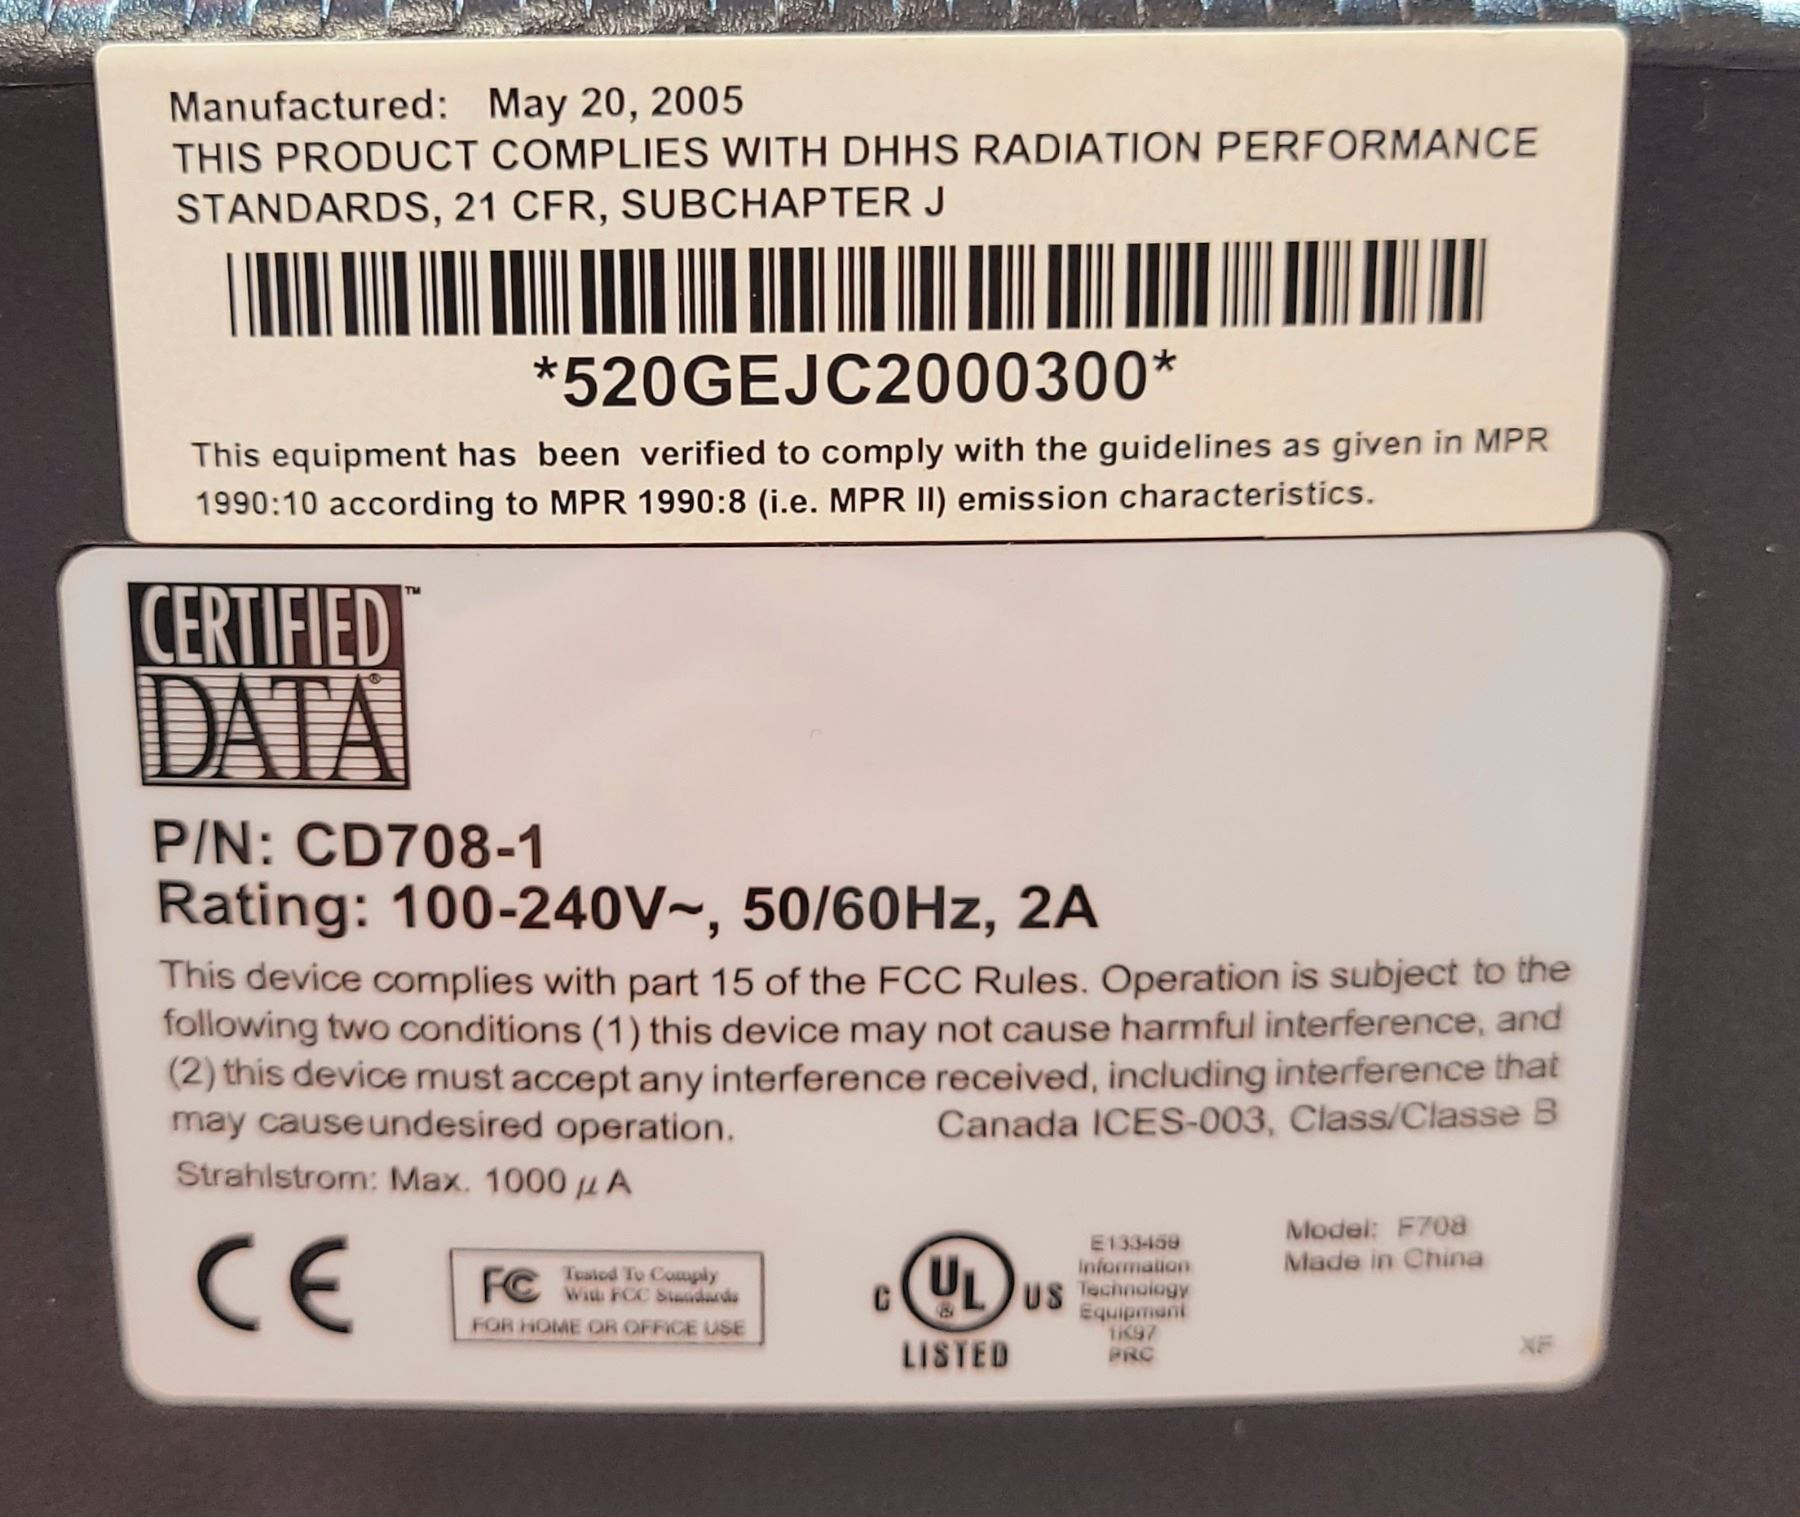 Manufactured: May 20, 2005
THIS PRODUCT COMPLIES WITH DHHS RADIATION PERFORMANCE
STANDARDS, 21 CFR, SUBCHAPTER J
*520GEJC2000300*
This equipment has been verified to comply with the guidelines as given in MPR
1990:10 according to MPR 1990:8 (i.e. MPR II) emission characteristics.
CERTIFIED™
DATA®
P/N: CD708-1
Rating: 100-240V~, 50/60Hz, 2A
This device complies with part 15 of the FCC Rules. Operation is subject to the
following two conditions (1) this device may not cause harmful interference, and
(2) this device must accept any interference received, including interference that
may cause undesired operation. Canada ICES-003, Class/Classe B
Strahlstrom: Max. 1000 μ A
CE
FC Tested To Comply
With FCC Standards
FOR HOME OR OFFICE USE
C UL US
LISTED
E133459
Information
Technology
Equipment
1K97
PRC
Model: F708
Made in China
XF